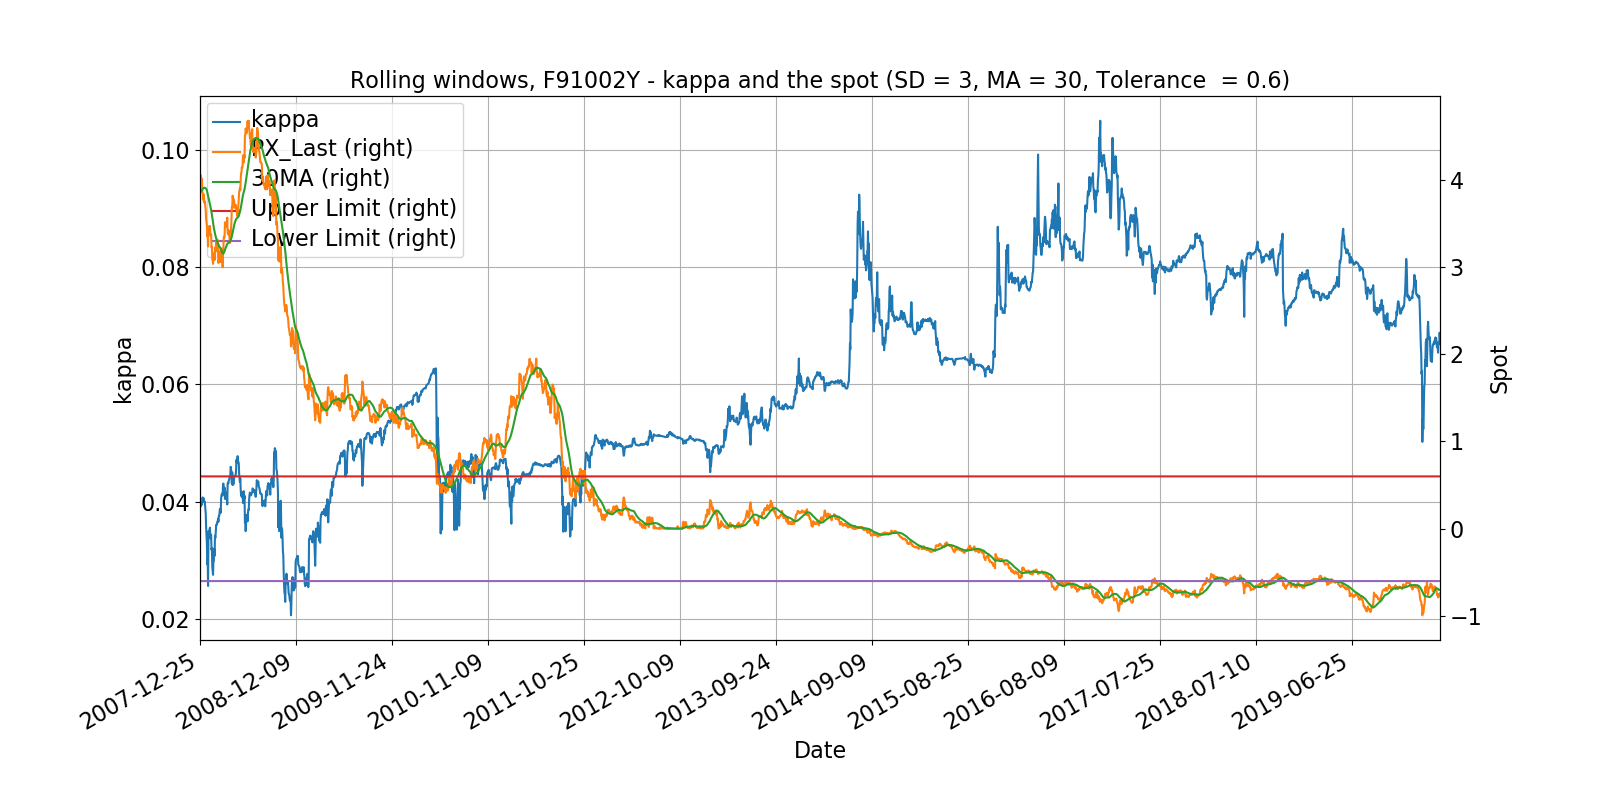 Rolling windows, F91002Y - kappa and the spot (SD = 3, MA = 30, Tolerance  = 0.6)
kappa
PX_Last (right)
30MA (right)
Upper Limit (right)
Lower Limit (right)
0.10
0.08
0.06
0.04
0.02
kappa
4
3
2
1
0
−1
Spot
2007-12-25
2008-12-09
2009-11-24
2010-11-09
2011-10-25
2012-10-09
2013-09-24
2014-09-09
2015-08-25
2016-08-09
2017-07-25
2018-07-10
2019-06-25
Date